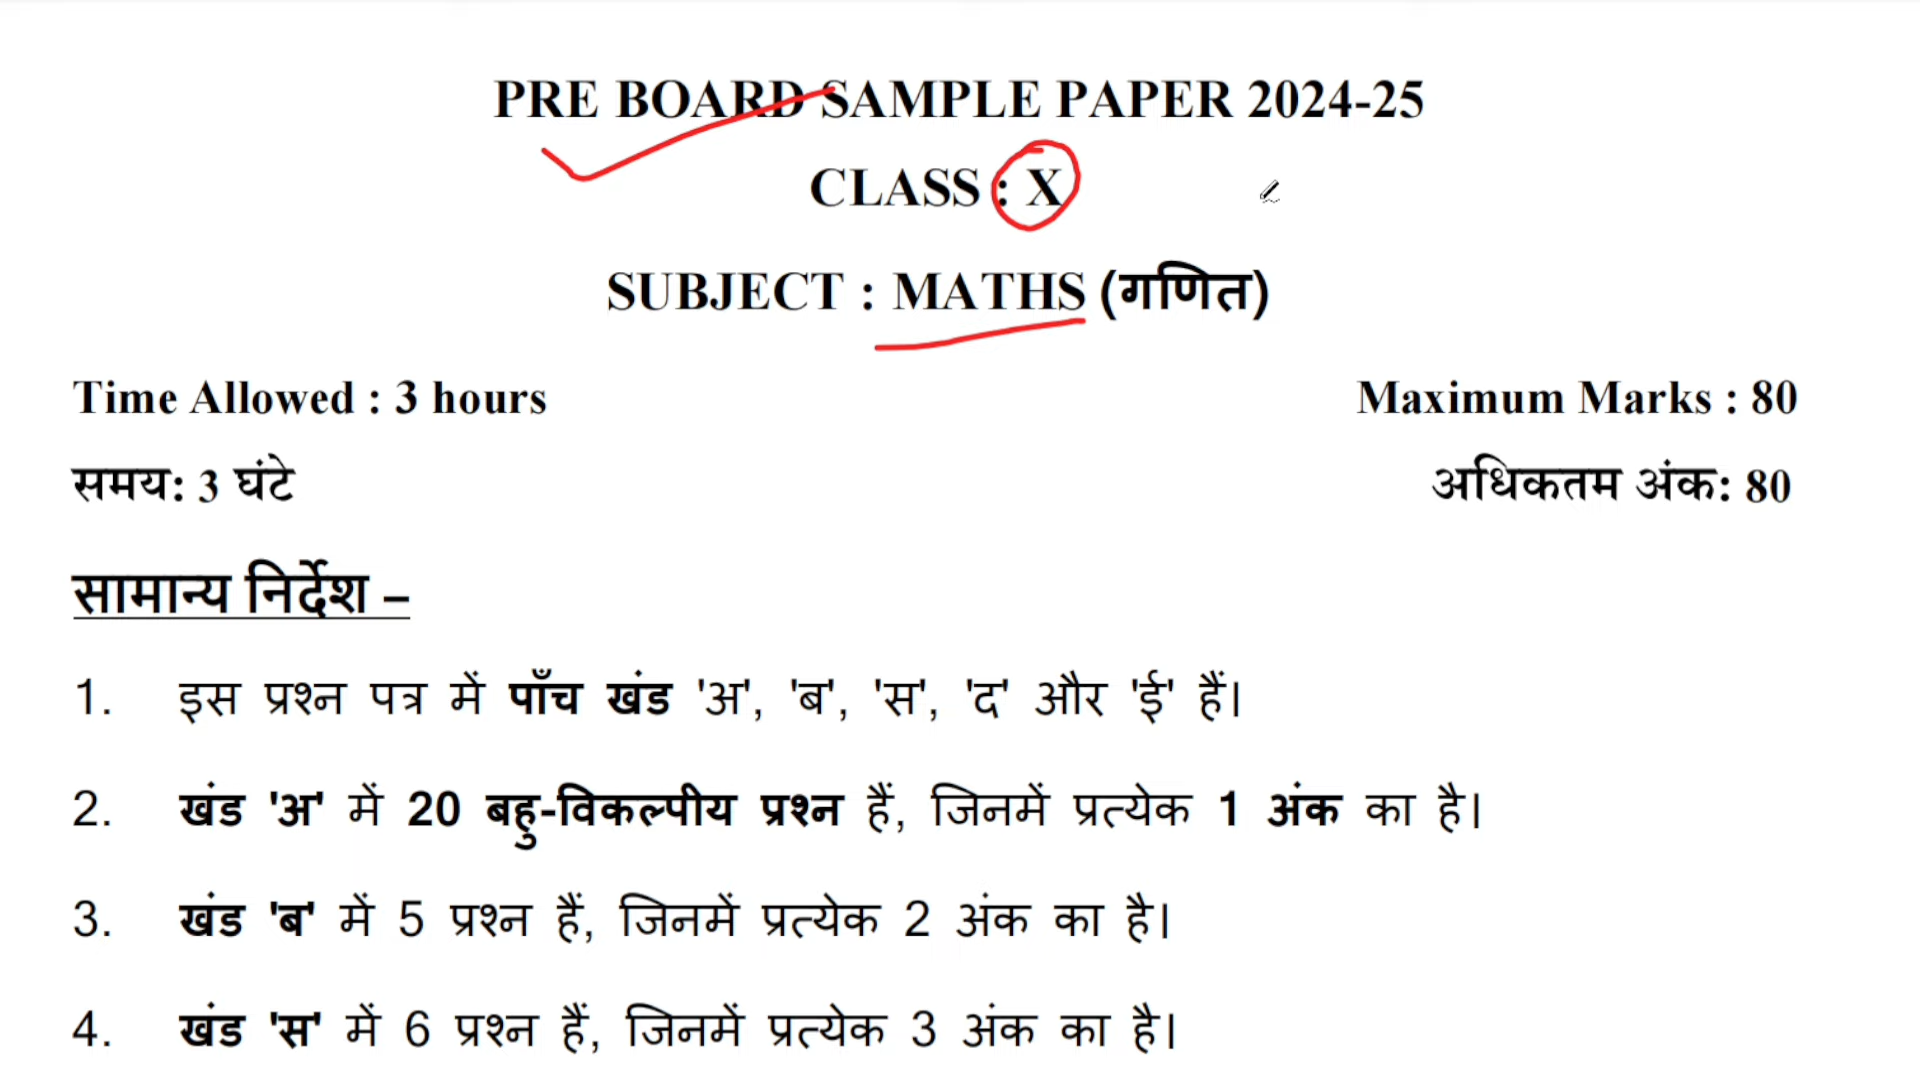 PRE BOARD SAMPLE PAPER 2024-25
CLASS : X
SUBJECT : MATHS (गणित)
Time Allowed : 3 hours Maximum Marks : 80
समय: 3 घंटे अधिकतम अंक: 80
सामान्य निर्देश –
1. इस प्रश्न पत्र में पाँच खंड 'अ', 'ब', 'स', 'द' और 'ई' हैं।
2. खंड 'अ' में 20 बहु-विकल्पीय प्रश्न हैं, जिनमें प्रत्येक 1 अंक का है।
3. खंड 'ब' में 5 प्रश्न हैं, जिनमें प्रत्येक 2 अंक का है।
4. खंड 'स' में 6 प्रश्न हैं, जिनमें प्रत्येक 3 अंक का है।